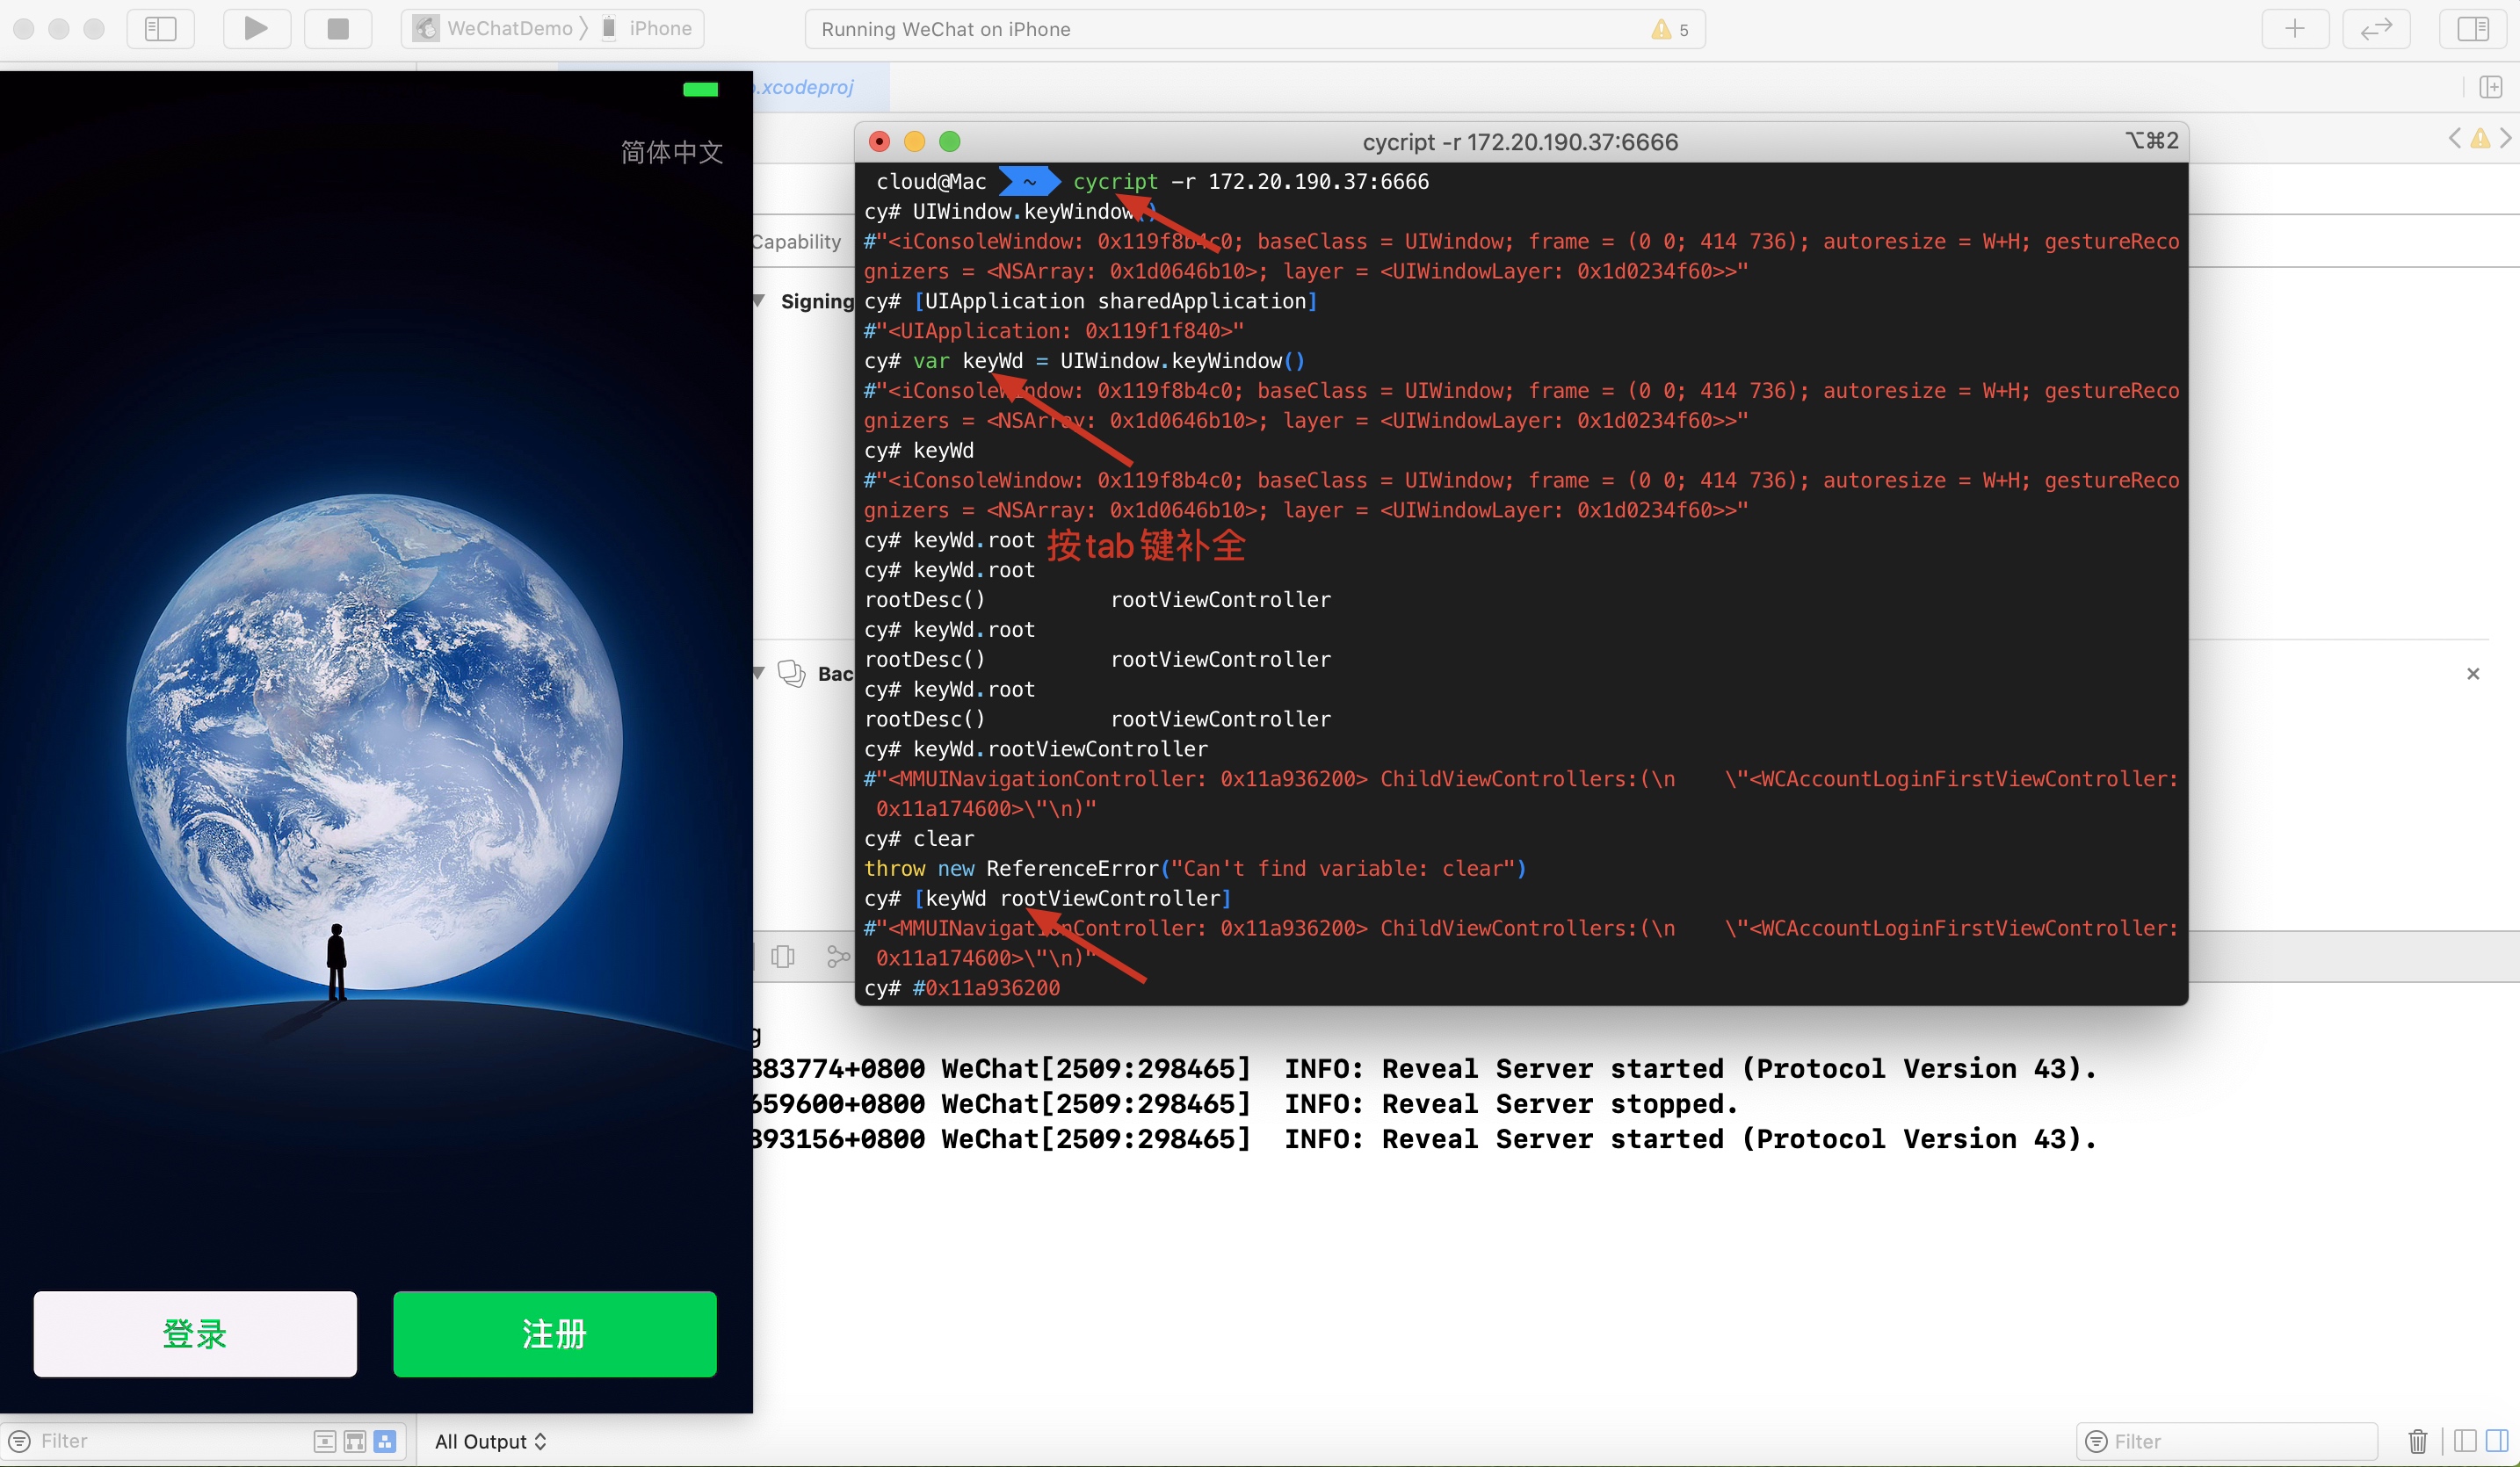 WeChatDemo iPhone
Running WeChat on iPhone
5
.xcodeproj
简体中文
cycript -r 172.20.190.37:6666
⌥⌘2
cloud@Mac ~ cycript -r 172.20.190.37:6666
cy# UIWindow.keyWindow()
#"<iConsoleWindow: 0x119f8b4c0; baseClass = UIWindow; frame = (0 0; 414 736); autoresize = W+H; gestureReco
gnizers = <NSArray: 0x1d0646b10>; layer = <UIWindowLayer: 0x1d0234f60>>"
cy# [UIApplication sharedApplication]
#"<UIApplication: 0x119f1f840>"
cy# var keyWd = UIWindow.keyWindow()
#"<iConsoleWindow: 0x119f8b4c0; baseClass = UIWindow; frame = (0 0; 414 736); autoresize = W+H; gestureReco
gnizers = <NSArray: 0x1d0646b10>; layer = <UIWindowLayer: 0x1d0234f60>>"
cy# keyWd
#"<iConsoleWindow: 0x119f8b4c0; baseClass = UIWindow; frame = (0 0; 414 736); autoresize = W+H; gestureReco
gnizers = <NSArray: 0x1d0646b10>; layer = <UIWindowLayer: 0x1d0234f60>>"
cy# keyWd.root 按tab键补全
cy# keyWd.root
rootDesc() rootViewController
cy# keyWd.root
rootDesc() rootViewController
cy# keyWd.root
rootDesc() rootViewController
cy# keyWd.rootViewController
#"<MMUINavigationController: 0x11a936200> ChildViewControllers:(\n    \"<WCAccountLoginFirstViewController:
 0x11a174600>\"\n)"
cy# clear
throw new ReferenceError("Can't find variable: clear")
cy# [keyWd rootViewController]
#"<MMUINavigationController: 0x11a936200> ChildViewControllers:(\n    \"<WCAccountLoginFirstViewController:
 0x11a174600>\"\n)"
cy# #0x11a936200
Capability
Signing
Bac
g
883774+0800 WeChat[2509:298465]  INFO: Reveal Server started (Protocol Version 43).
659600+0800 WeChat[2509:298465]  INFO: Reveal Server stopped.
893156+0800 WeChat[2509:298465]  INFO: Reveal Server started (Protocol Version 43).
登录
注册
Filter
All Output
Filter